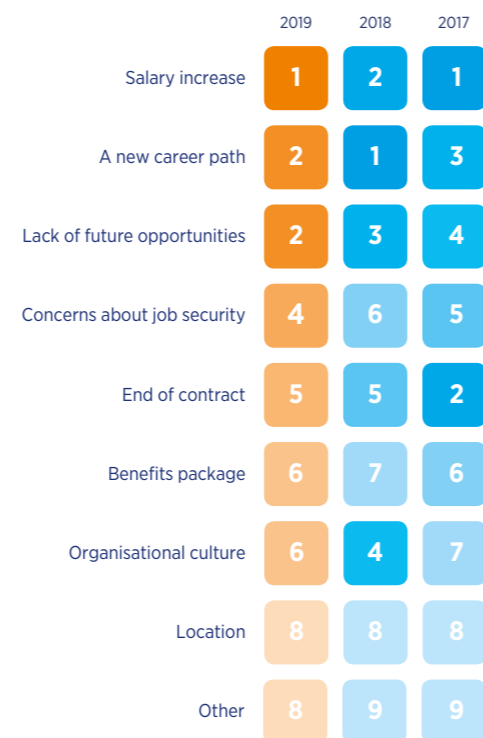 2019 2018 2017
Salary increase 1 2 1
A new career path 2 1 3
Lack of future opportunities 2 3 4
Concerns about job security 4 6 5
End of contract 5 5 2
Benefits package 6 7 6
Organisational culture 6 4 7
Location 8 8 8
Other 8 9 9